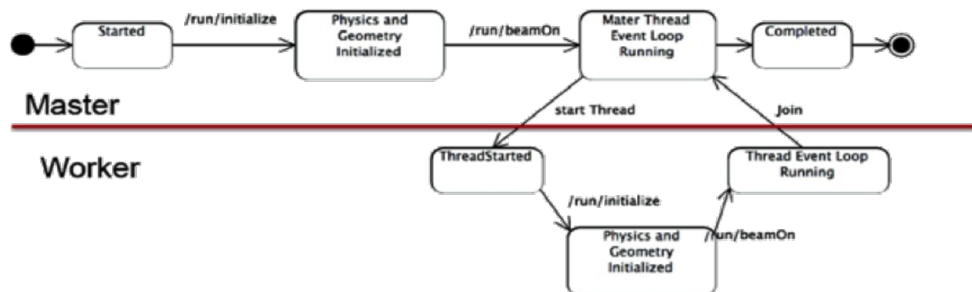 /run/initialize
Started
Physics and
Geometry
Initialized
/run/beamOn
Mater Thread
Event Loop
Running
Completed
Master
start Thread
Join
Worker
ThreadStarted
Thread Event Loop
Running
/run/initialize
Physics and
Geometry
Initialized
/run/beamOn